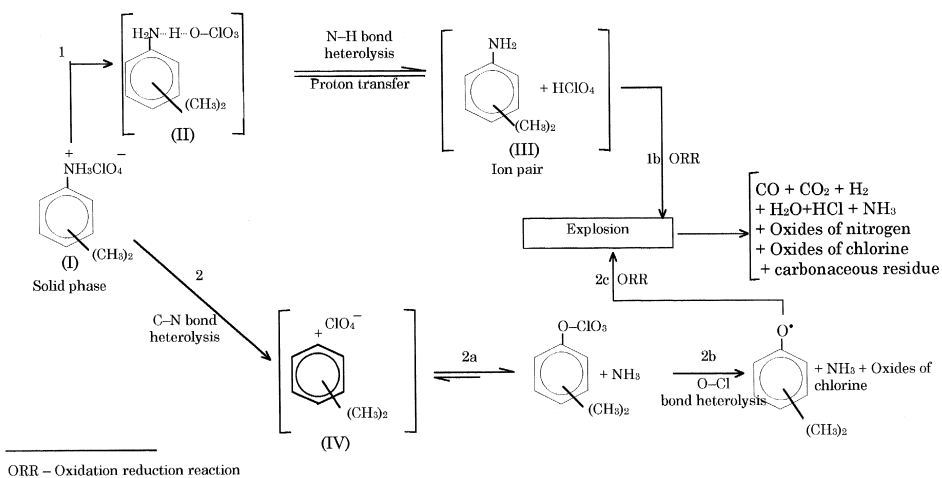 1
H₂N···H···O–ClO₃
(CH₃)₂
(II)
N–H bond
heterolysis
Proton transfer
NH₂
+ HClO₄
(CH₃)₂
(III)
Ion pair
1b ORR
+ −
NH₃ClO₄
(CH₃)₂
(I)
Solid phase
Explosion
CO + CO₂ + H₂
+ H₂O+HCl + NH₃
+ Oxides of nitrogen
+ Oxides of chlorine
+ carbonaceous residue
2
C–N bond
heterolysis
+ ClO₄⁻
(CH₃)₂
(IV)
2a
O–ClO₃
+ NH₃
(CH₃)₂
2b
O–Cl
bond heterolysis
2c ORR
O•
+ NH₃ + Oxides of
chlorine
(CH₃)₂
ORR – Oxidation reduction reaction